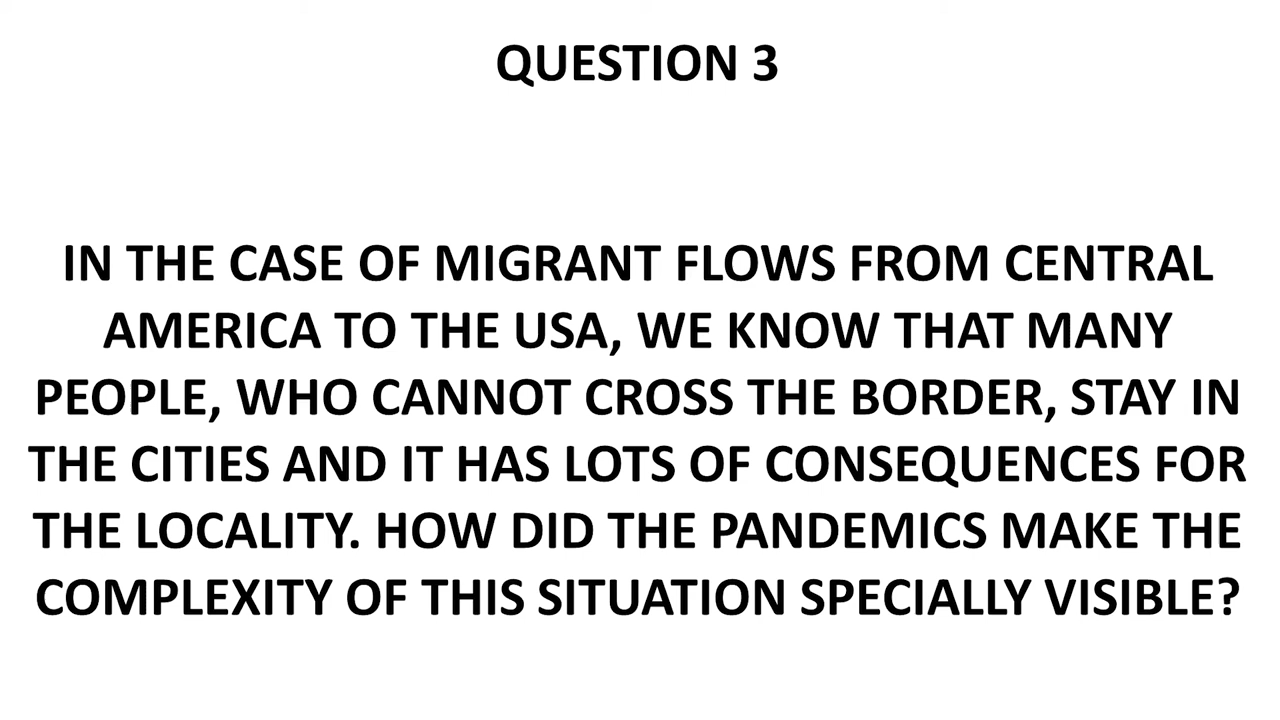 QUESTION 3
IN THE CASE OF MIGRANT FLOWS FROM CENTRAL
AMERICA TO THE USA, WE KNOW THAT MANY
PEOPLE, WHO CANNOT CROSS THE BORDER, STAY IN
THE CITIES AND IT HAS LOTS OF CONSEQUENCES FOR
THE LOCALITY. HOW DID THE PANDEMICS MAKE THE
COMPLEXITY OF THIS SITUATION SPECIALLY VISIBLE?